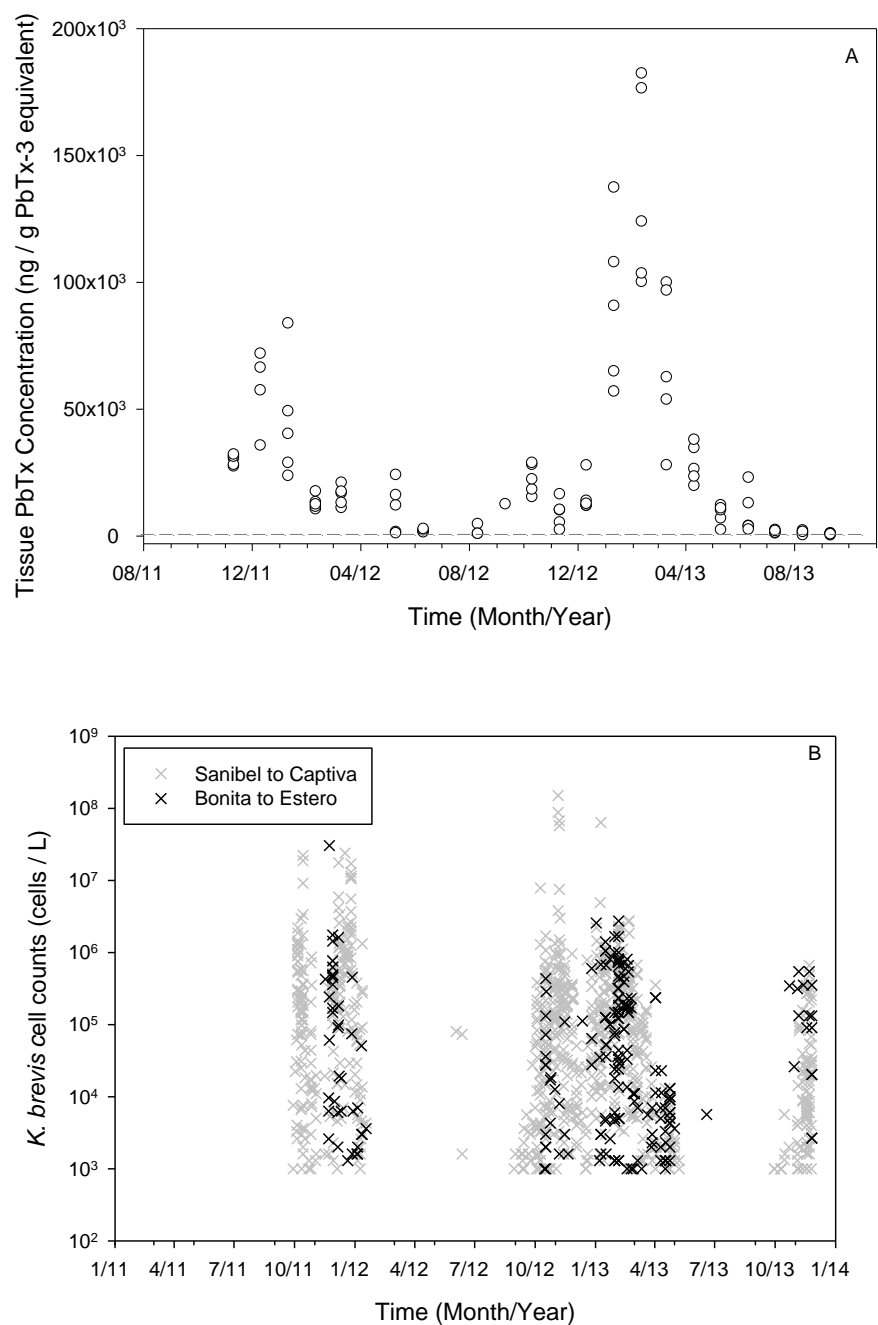 A
200x10³
150x10³
100x10³
50x10³
0
Tissue PbTx Concentration (ng / g PbTx-3 equivalent)
08/11 12/11 04/12 08/12 12/12 04/13 08/13
Time (Month/Year)
B
Sanibel to Captiva
Bonita to Estero
10⁹
10⁸
10⁷
10⁶
10⁵
10⁴
10³
10²
K. brevis cell counts (cells / L)
1/11 4/11 7/11 10/11 1/12 4/12 7/12 10/12 1/13 4/13 7/13 10/13 1/14
Time (Month/Year)